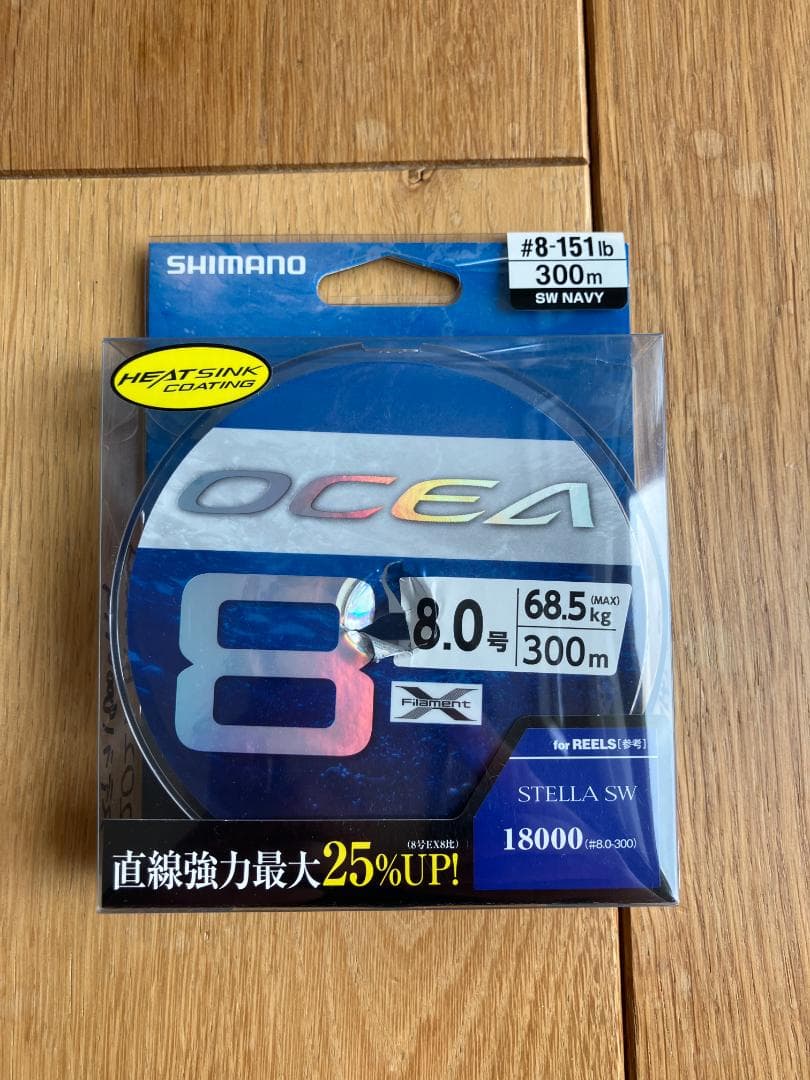 SHIMANO
#8-151lb
300m
SW NAVY
HEATSINK
COATING
OCEA
8
8.0号
68.5kg (MAX)
300m
Filament X
for REELS[参考]
STELLA SW
18000(#8.0-300)
(8号EX8比)
直線強力最大25%UP!